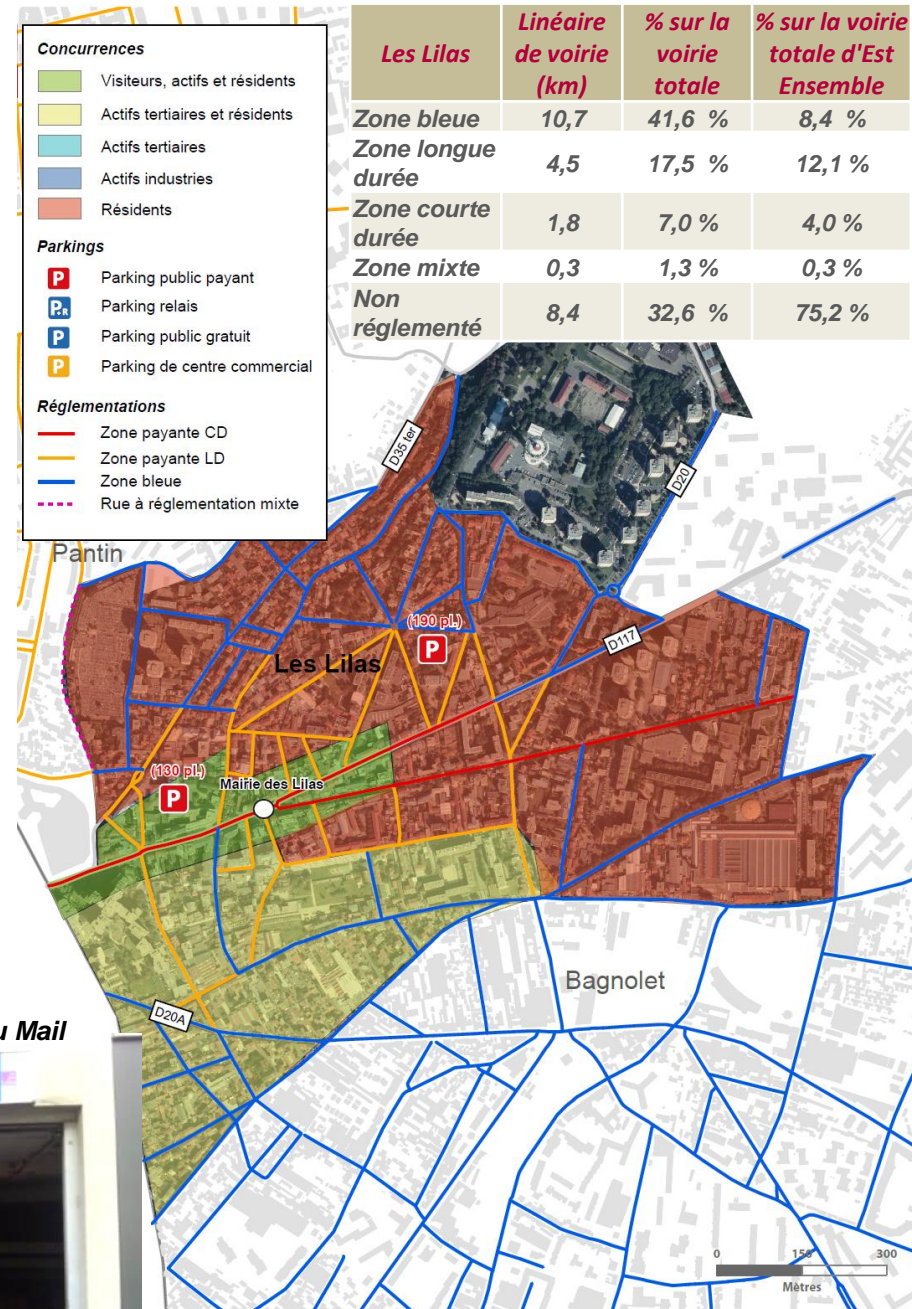 Concurrences
Visiteurs, actifs et résidents
Actifs tertiaires et résidents
Actifs tertiaires
Actifs industries
Résidents
Parkings
P Parking public payant
P.R Parking relais
P Parking public gratuit
P Parking de centre commercial
Réglementations
Zone payante CD
Zone payante LD
Zone bleue
Rue à réglementation mixte
Les Lilas | Linéaire de voirie (km) | % sur la voirie totale | % sur la voirie totale d'Est Ensemble
Zone bleue 10,7 41,6 % 8,4 %
Zone longue durée 4,5 17,5 % 12,1 %
Zone courte durée 1,8 7,0 % 4,0 %
Zone mixte 0,3 1,3 % 0,3 %
Non réglementé 8,4 32,6 % 75,2 %
D35 ter
D20
Pantin
(190 pl.)
P
D117
Les Lilas
(130 pl.)
P
Mairie des Lilas
Bagnolet
D20A
u Mail
0 150 300
Mètres